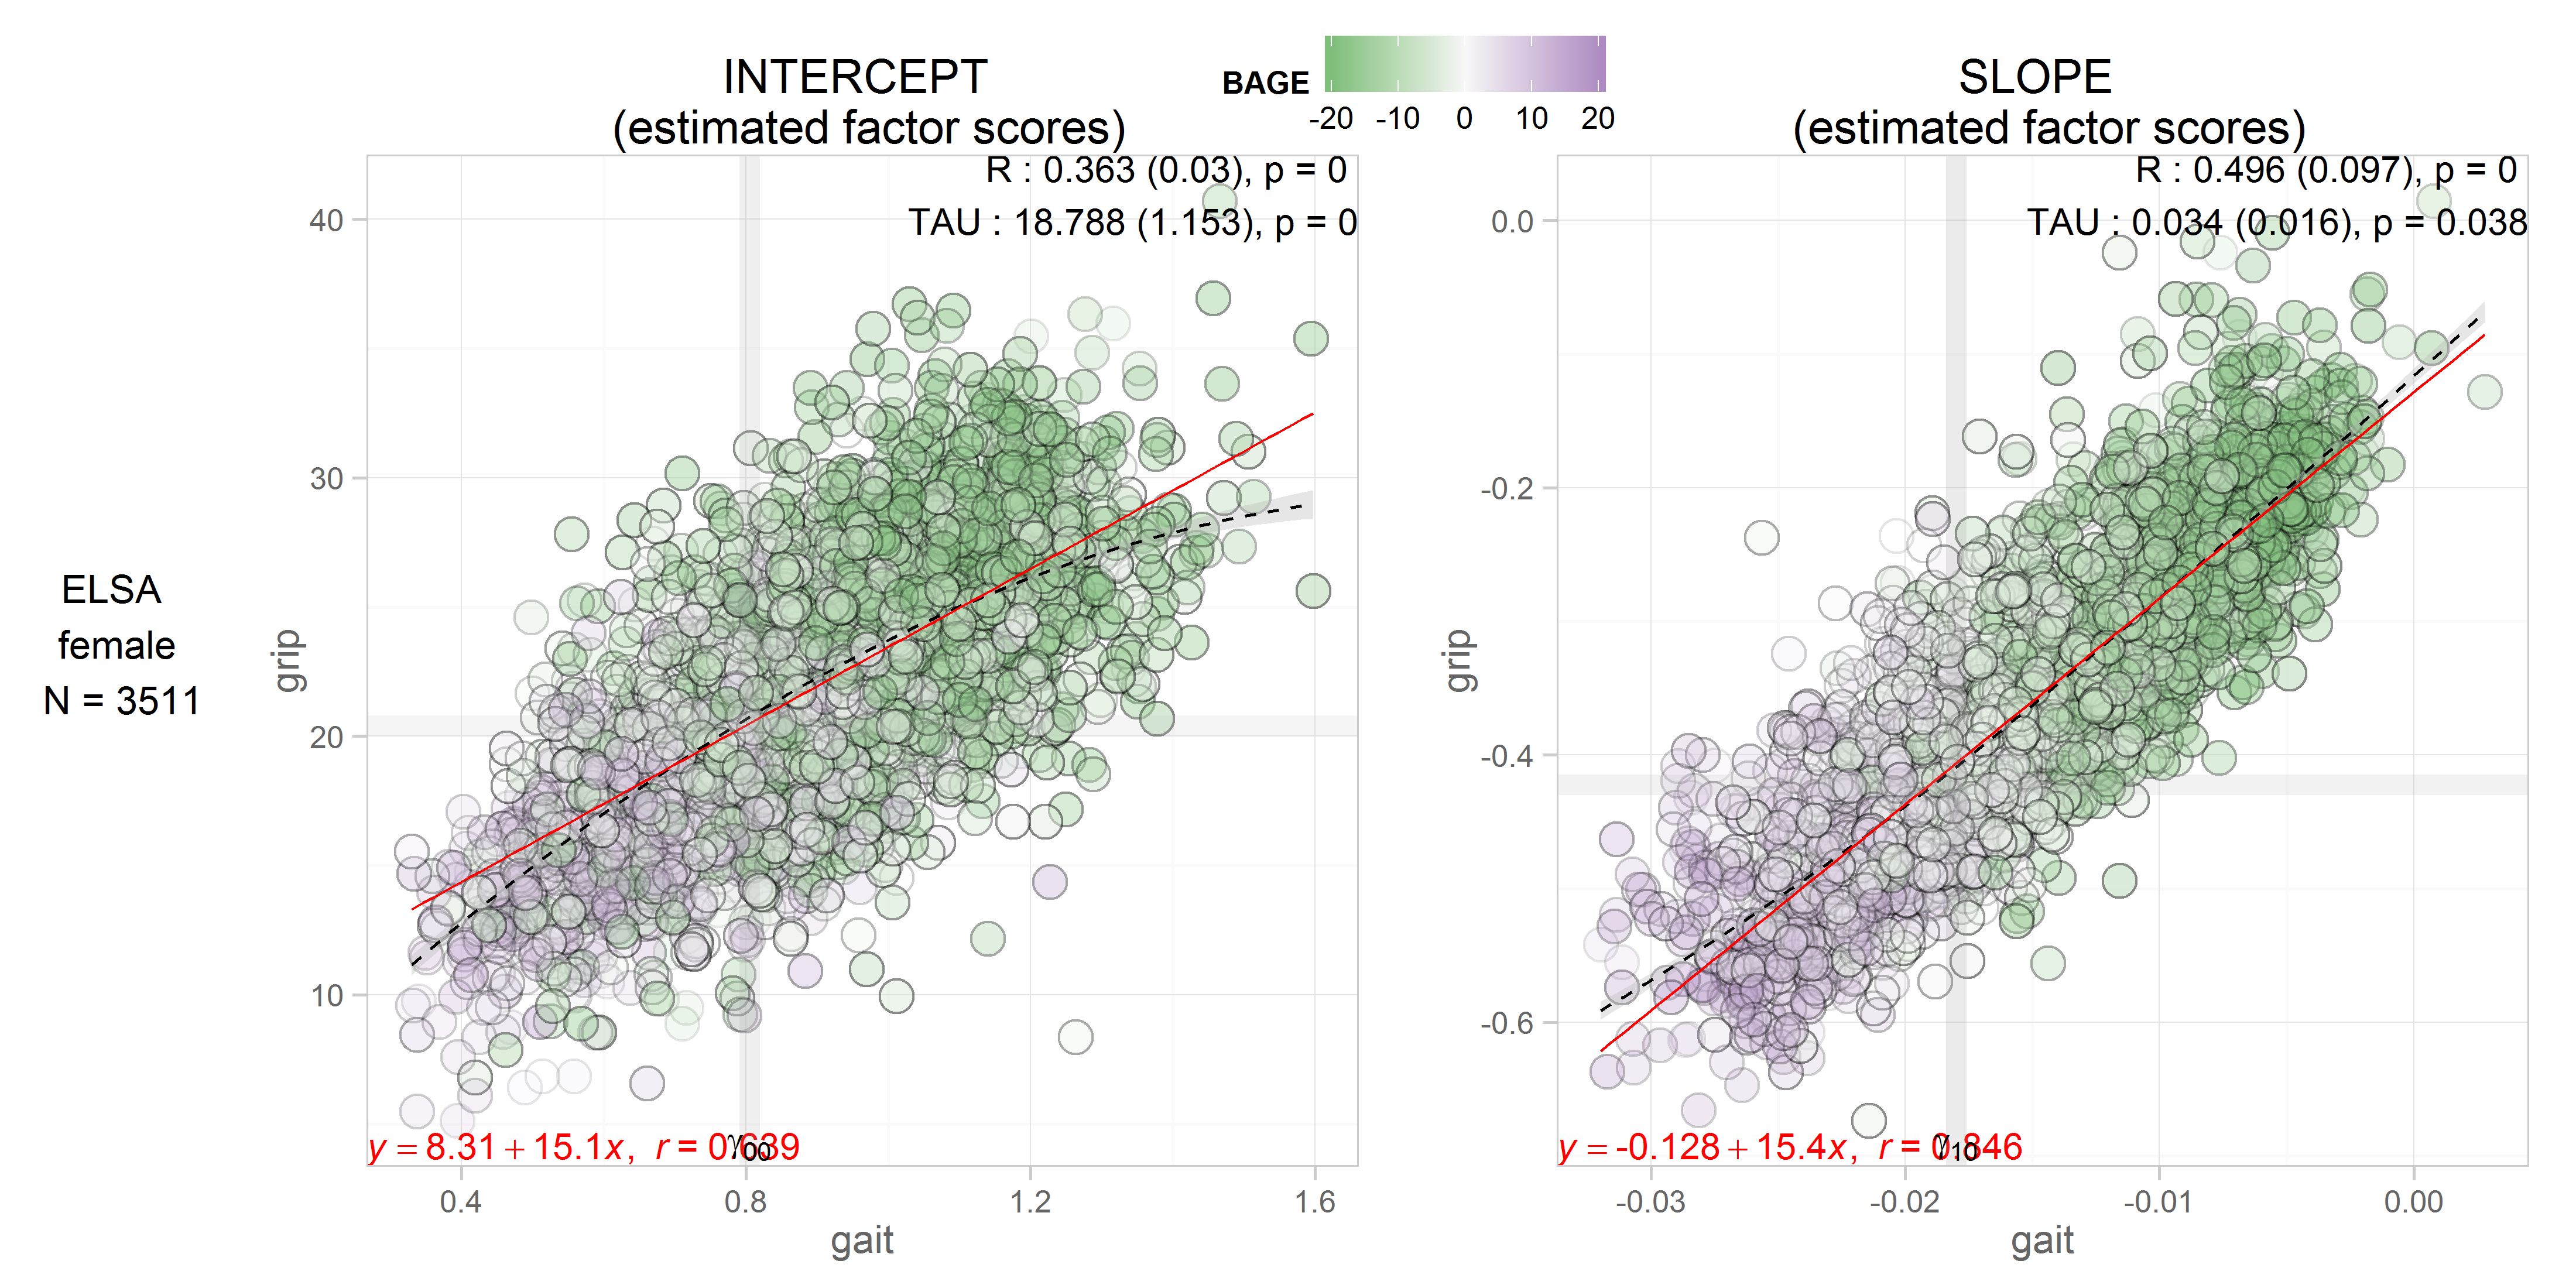 INTERCEPT
(estimated factor scores)
BAGE
-20 -10 0 10 20
SLOPE
(estimated factor scores)
ELSA
female
N = 3511
R : 0.363 (0.03), p = 0
TAU : 18.788 (1.153), p = 0
40
30
20
10
grip
y = 8.31 + 15.1x, r = 0.639
γ00
0.4 0.8 1.2 1.6
gait
R : 0.496 (0.097), p = 0
TAU : 0.034 (0.016), p = 0.038
0.0
-0.2
-0.4
-0.6
grip
y = -0.128 + 15.4x, r = 0.846
γ10
-0.03 -0.02 -0.01 0.00
gait